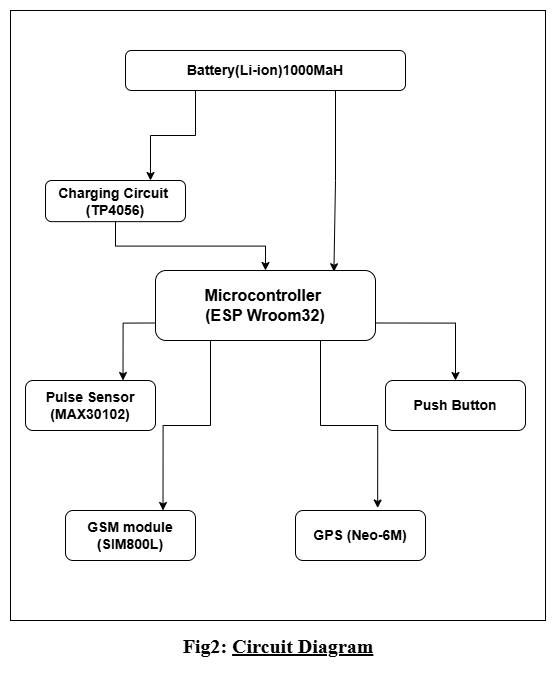 Battery(Li-ion)1000MaH
Charging Circuit
(TP4056)
Microcontroller
(ESP Wroom32)
Pulse Sensor
(MAX30102)
Push Button
GSM module
(SIM800L)
GPS (Neo-6M)
Fig2: Circuit Diagram